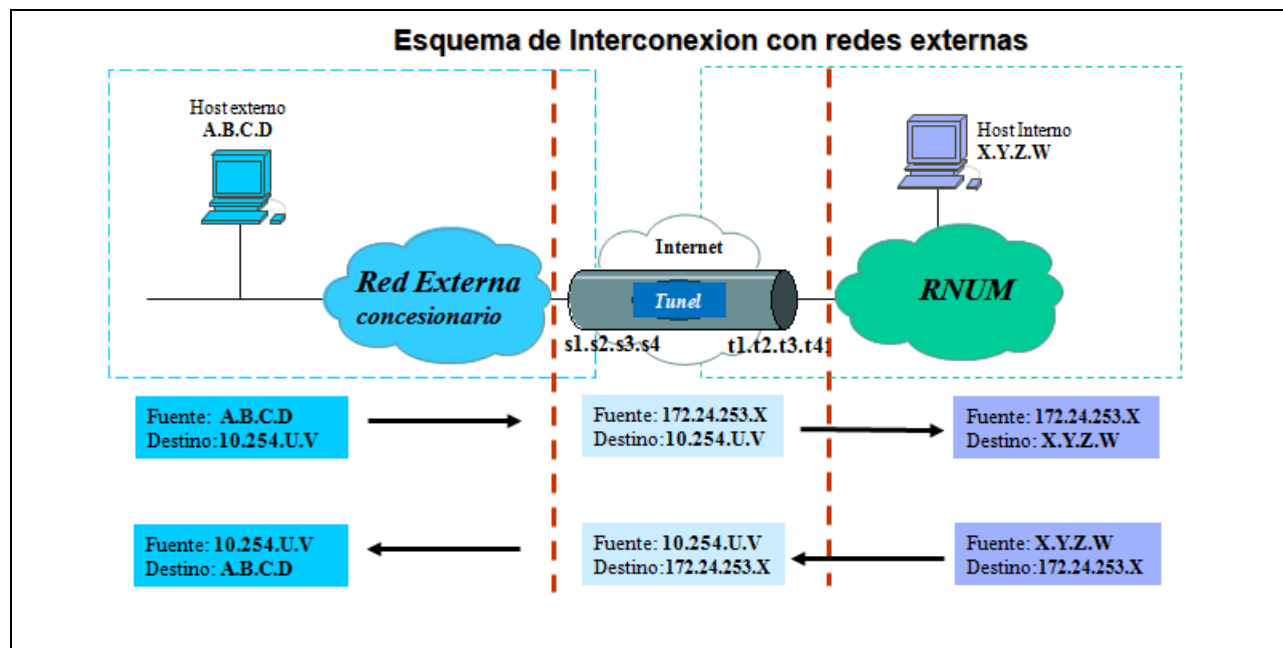 Esquema de Interconexion con redes externas
Host externo
A.B.C.D
Host Interno
X.Y.Z.W
Internet
Red Externa
concesionario
Tunel
RNUM
s1.s2.s3.s4
t1.t2.t3.t4:
Fuente: A.B.C.D
Destino:10.254.U.V
Fuente: 172.24.253.X
Destino:10.254.U.V
Fuente: 172.24.253.X
Destino: X.Y.Z.W
Fuente: 10.254.U.V
Destino: A.B.C.D
Fuente: 10.254.U.V
Destino:172.24.253.X
Fuente: X.Y.Z.W
Destino:172.24.253.X